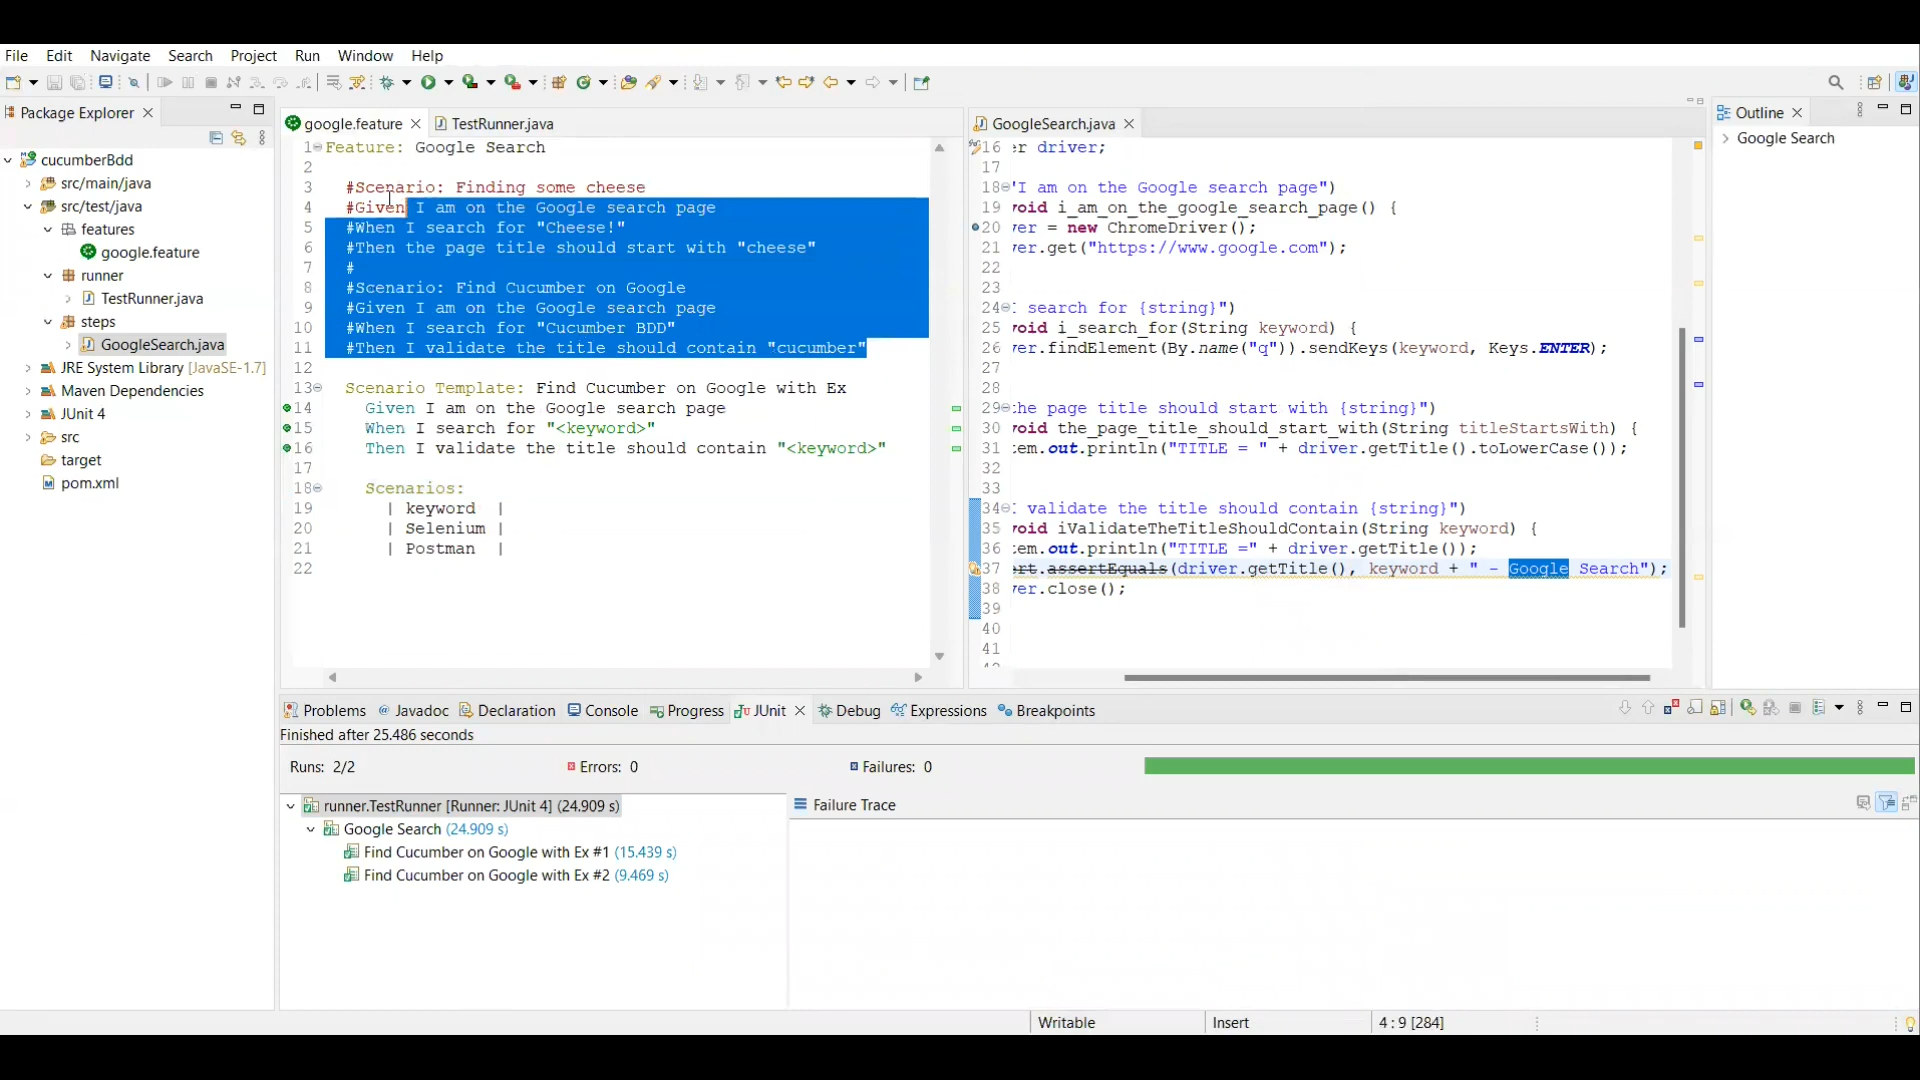 File Edit Navigate Search Project Run Window Help
Package Explorer
cucumberBdd
src/main/java
src/test/java
features
google.feature
runner
TestRunner.java
steps
GoogleSearch.java
JRE System Library [JavaSE-1.7]
Maven Dependencies
JUnit 4
src
target
pom.xml
google.feature TestRunner.java
1 Feature: Google Search
2
3 #Scenario: Finding some cheese
4 #Given I am on the Google search page
5 #When I search for "Cheese!"
6 #Then the page title should start with "cheese"
7 #
8 #Scenario: Find Cucumber on Google
9 #Given I am on the Google search page
10 #When I search for "Cucumber BDD"
11 #Then I validate the title should contain "cucumber"
12
13 Scenario Template: Find Cucumber on Google with Ex
14 Given I am on the Google search page
15 When I search for "<keyword>"
16 Then I validate the title should contain "<keyword>"
17
18 Scenarios:
19 | keyword |
20 | Selenium |
21 | Postman |
22
GoogleSearch.java
16 er driver;
17
18 "I am on the Google search page")
19 void i_am_on_the_google_search_page() {
20 ver = new ChromeDriver();
21 ver.get("https://www.google.com");
22
23
24 I search for {string}")
25 void i_search_for(String keyword) {
26 ver.findElement(By.name("q")).sendKeys(keyword, Keys.ENTER);
27
28
29 the page title should start with {string}")
30 void the_page_title_should_start_with(String titleStartsWith) {
31 tem.out.println("TITLE = " + driver.getTitle().toLowerCase());
32
33
34 I validate the title should contain {string}")
35 void iValidateTheTitleShouldContain(String keyword) {
36 tem.out.println("TITLE =" + driver.getTitle());
37 ert.assertEquals(driver.getTitle(), keyword + " - Google Search");
38 ver.close();
39
40
41
Outline
Google Search
Problems @ Javadoc Declaration Console Progress JUnit Debug Expressions Breakpoints
Finished after 25.486 seconds
Runs: 2/2 Errors: 0 Failures: 0
runner.TestRunner [Runner: JUnit 4] (24.909 s)
Google Search (24.909 s)
Find Cucumber on Google with Ex #1 (15.439 s)
Find Cucumber on Google with Ex #2 (9.469 s)
Failure Trace
Writable Insert 4 : 9 [284]